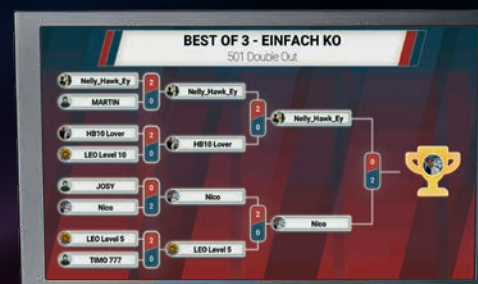 BEST OF 3 - EINFACH KO
501 Double Out
Nelly_Hawk_Ey 2
MARTIN 0
HB10 Lover 2
LEO Level 10 0
JOSY 0
Nico 2
LEO Level 5 2
TIMO 777 0
Nelly_Hawk_Ey 2
HB10 Lover 0
Nico 2
LEO Level 5 0
Nelly_Hawk_Ey 0
Nico 2